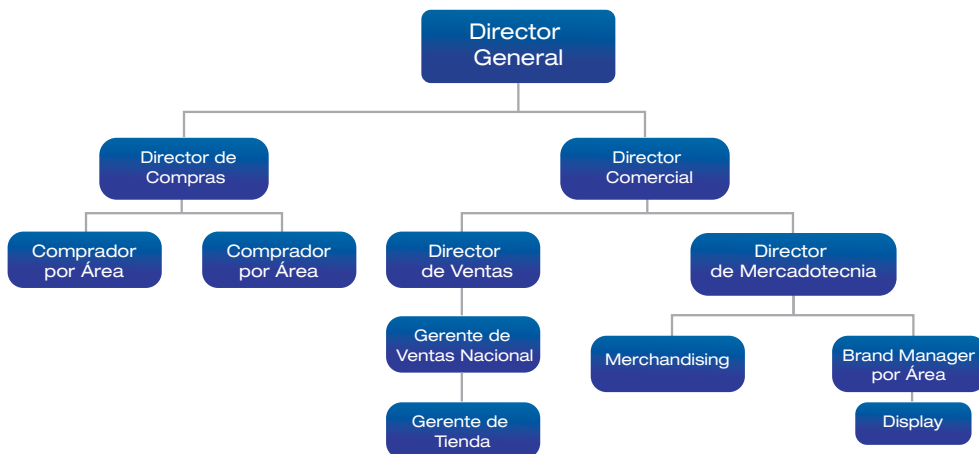 Director
General
Director de
Compras
Director
Comercial
Comprador
por Área
Comprador
por Área
Director
de Ventas
Director
de Mercadotecnia
Gerente de
Ventas Nacional
Merchandising
Brand Manager
por Área
Gerente de
Tienda
Display